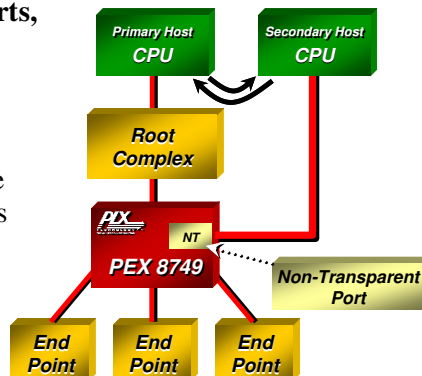 rts,
Primary Host
CPU
Secondary Host
CPU
Root
Complex
e
s
PLX
TECHNOLOGY
NT
PEX 8749
Non-Transparent
Port
End
Point
End
Point
End
Point